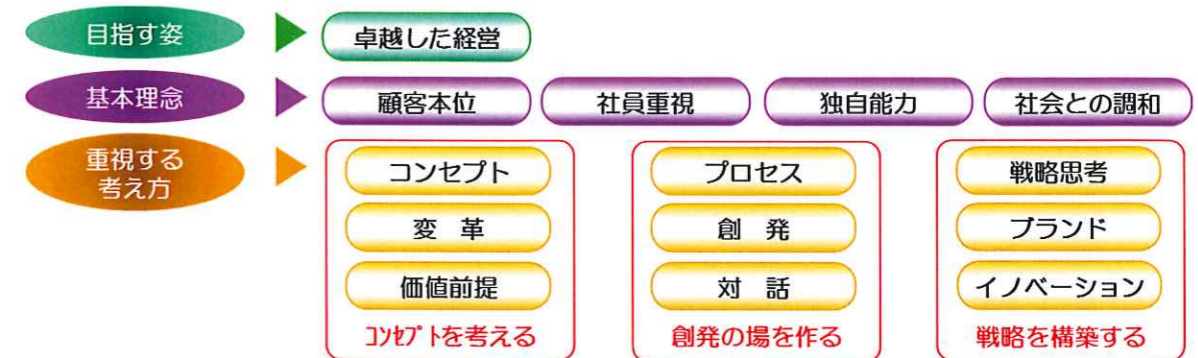 目指す姿
卓越した経営
基本理念
顧客本位
社員重視
独自能力
社会との調和
重視する
考え方
コンセプト
変 革
価値前提
コンセプトを考える
プロセス
創 発
対 話
創発の場を作る
戦略思考
ブランド
イノベーション
戦略を構築する